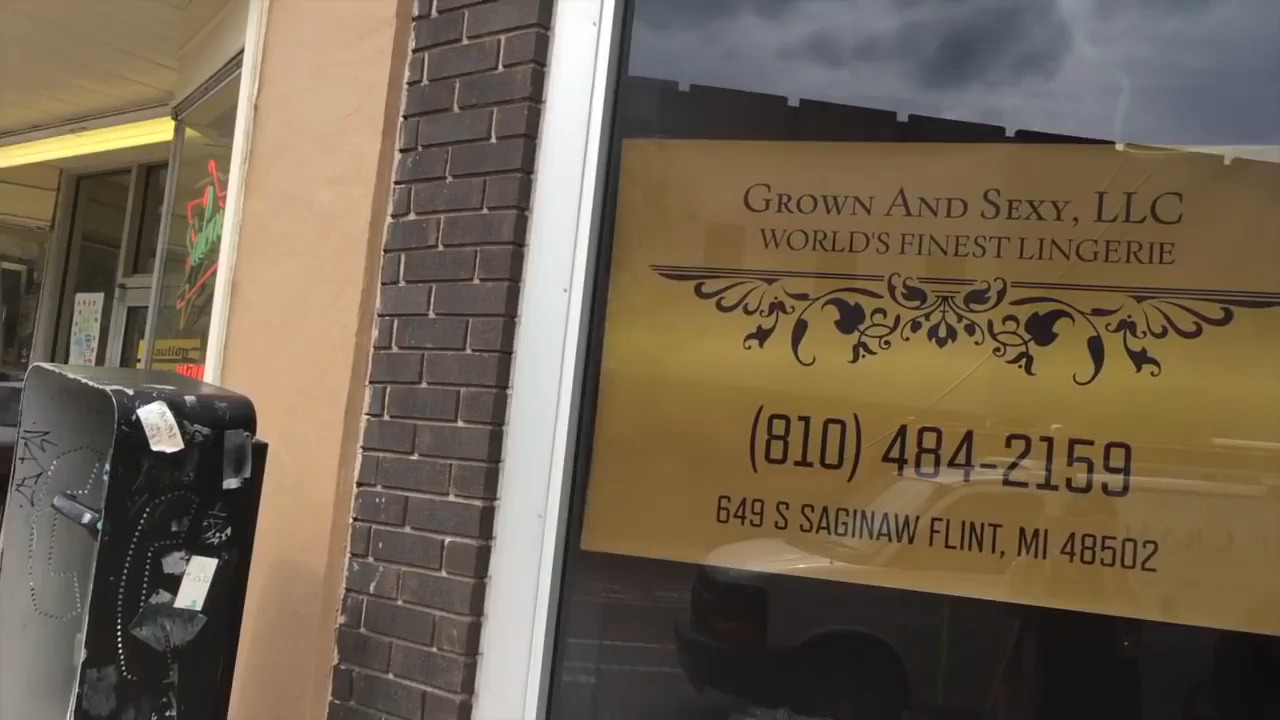 GROWN AND SEXY, LLC
WORLD'S FINEST LINGERIE
(810) 484-2159
649 S SAGINAW FLINT, MI 48502